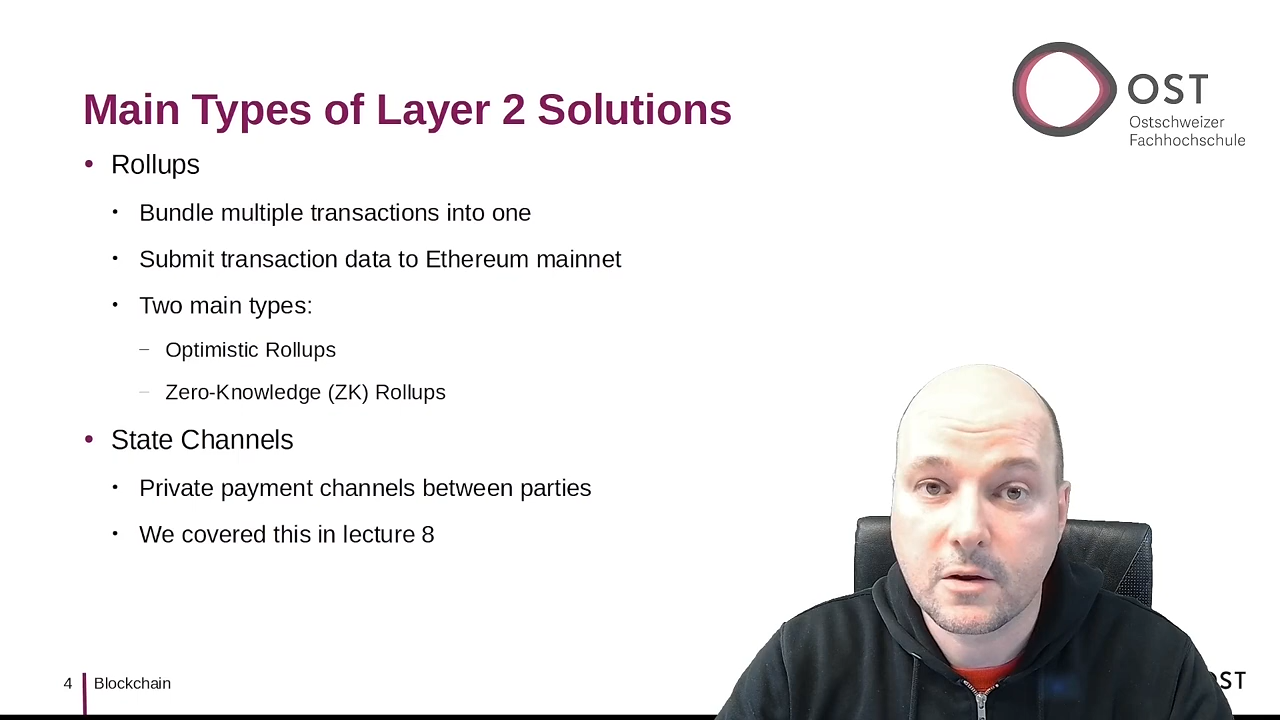 Main Types of Layer 2 Solutions
OST
Ostschweizer
Fachhochschule
• Rollups
• Bundle multiple transactions into one
• Submit transaction data to Ethereum mainnet
• Two main types:
– Optimistic Rollups
– Zero-Knowledge (ZK) Rollups
• State Channels
• Private payment channels between parties
• We covered this in lecture 8
4 Blockchain
OST